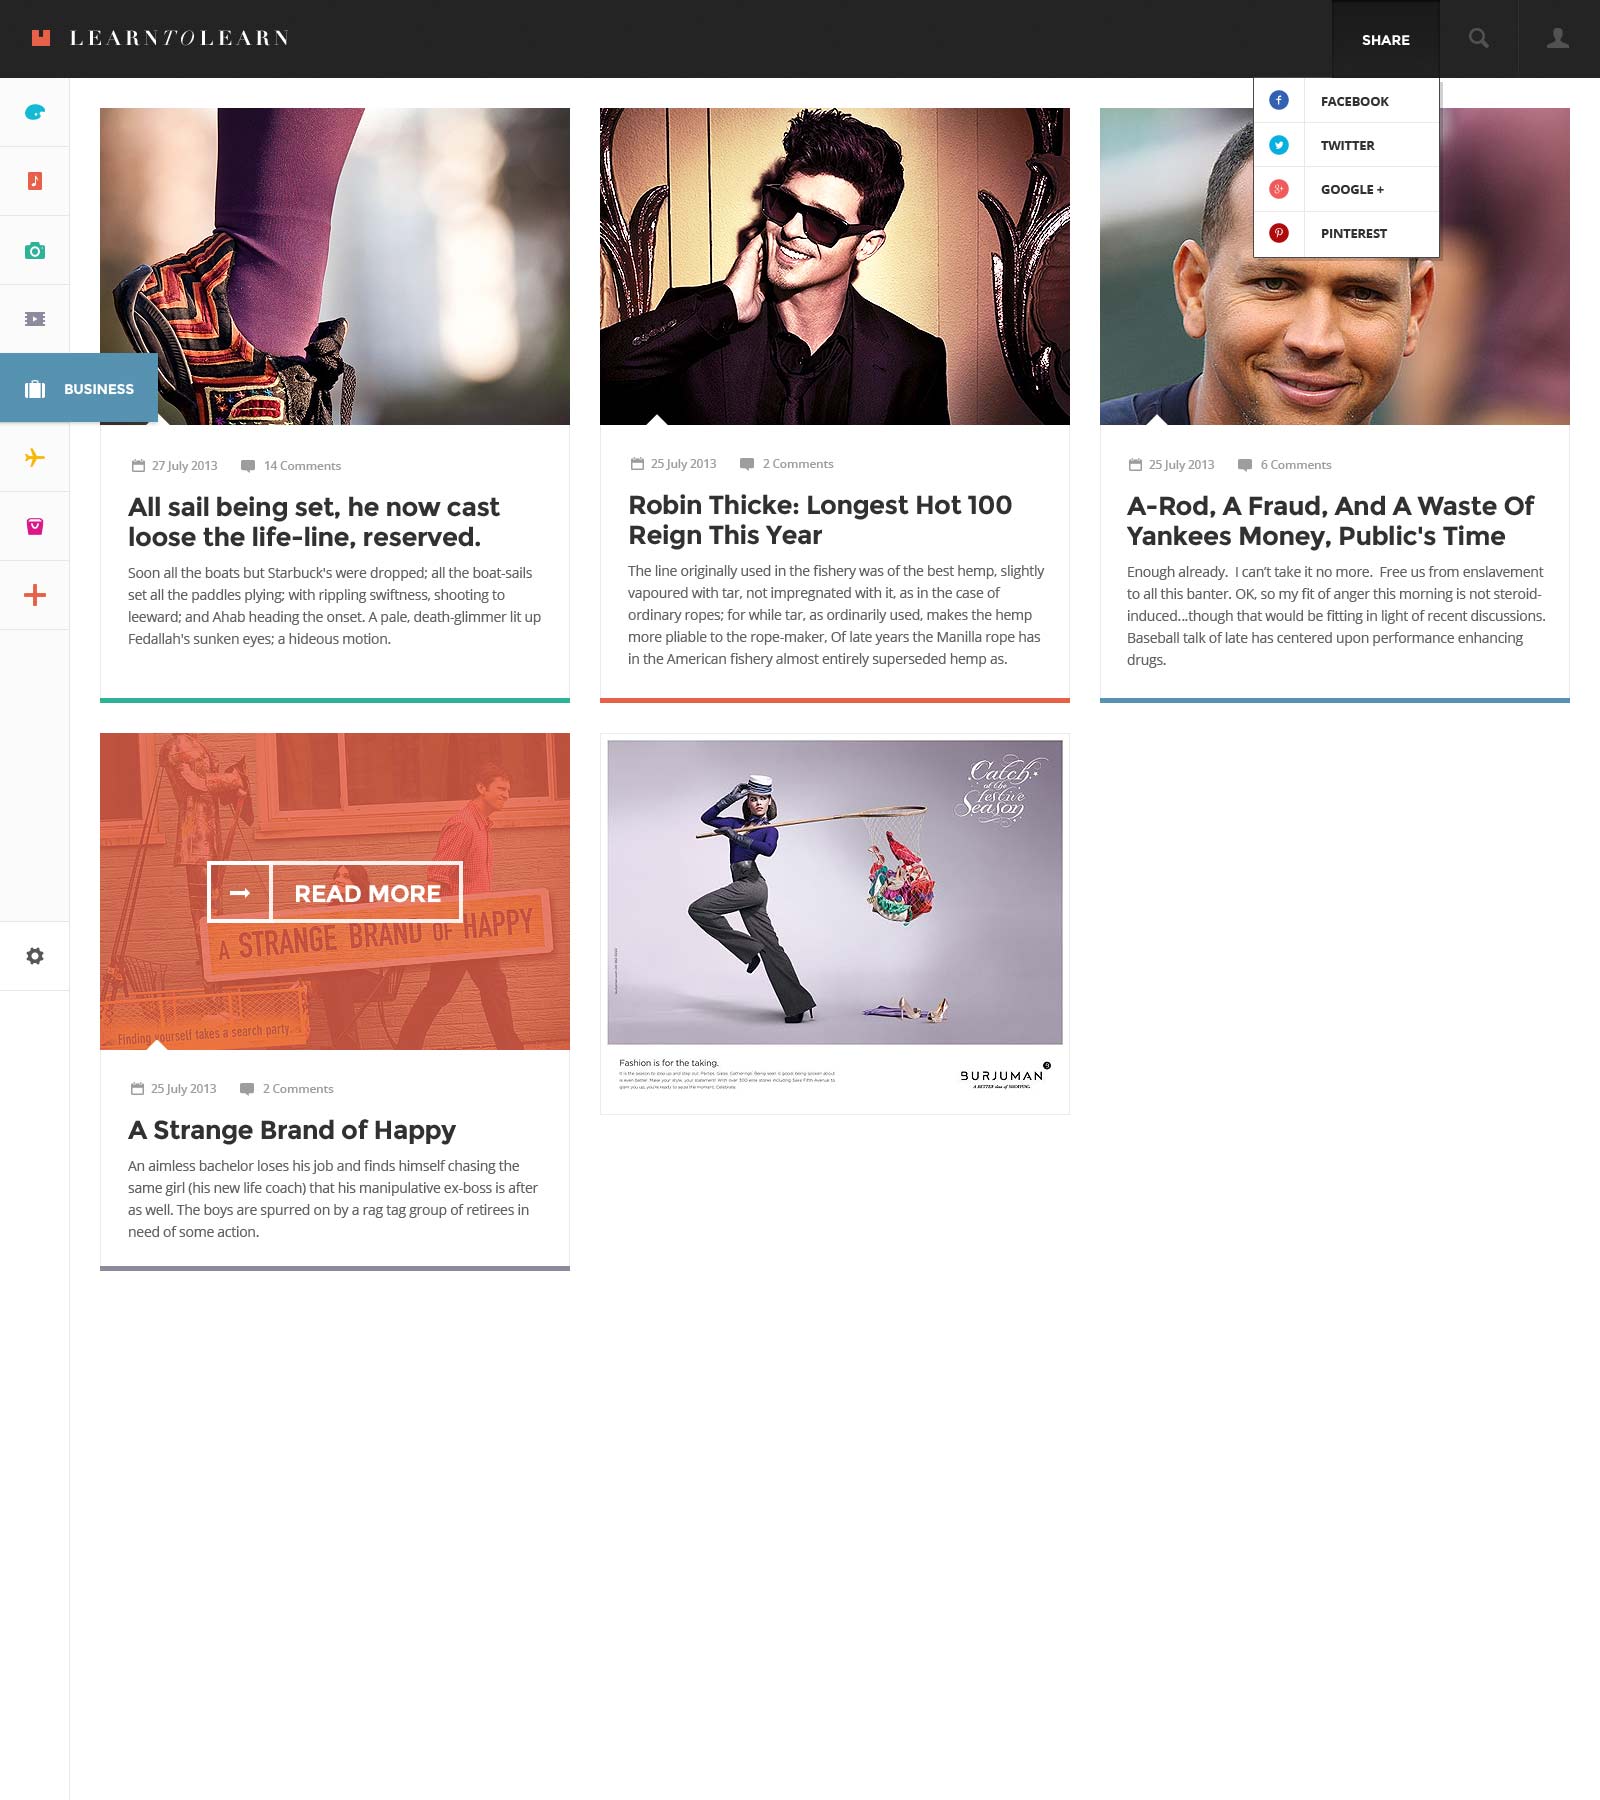 LEARNTOLEARN
SHARE
FACEBOOK
TWITTER
GOOGLE +
PINTEREST
BUSINESS
27 July 2013 14 Comments
All sail being set, he now cast
loose the life-line, reserved.
Soon all the boats but Starbuck's were dropped; all the boat-sails
set all the paddles plying; with rippling swiftness, shooting to
leeward; and Ahab heading the onset. A pale, death-glimmer lit up
Fedallah's sunken eyes; a hideous motion.
25 July 2013 2 Comments
Robin Thicke: Longest Hot 100
Reign This Year
The line originally used in the fishery was of the best hemp, slightly
vapoured with tar, not impregnated with it, as in the case of
ordinary ropes; for while tar, as ordinarily used, makes the hemp
more pliable to the rope-maker, Of late years the Manilla rope has
in the American fishery almost entirely superseded hemp as.
25 July 2013 6 Comments
A-Rod, A Fraud, And A Waste Of
Yankees Money, Public's Time
Enough already. I can't take it no more. Free us from enslavement
to all this banter. OK, so my fit of anger this morning is not steroid-
induced...though that would be fitting in light of recent discussions.
Baseball talk of late has centered upon performance enhancing
drugs.
READ MORE
A STRANGE BRAND OF HAPPY
Finding yourself takes a search party.
25 July 2013 2 Comments
A Strange Brand of Happy
An aimless bachelor loses his job and finds himself chasing the
same girl (his new life coach) that his manipulative ex-boss is after
as well. The boys are spurred on by a rag tag group of retirees in
need of some action.
Catch
of the
festive
Season
Fashion is for the taking.
BURJUMAN